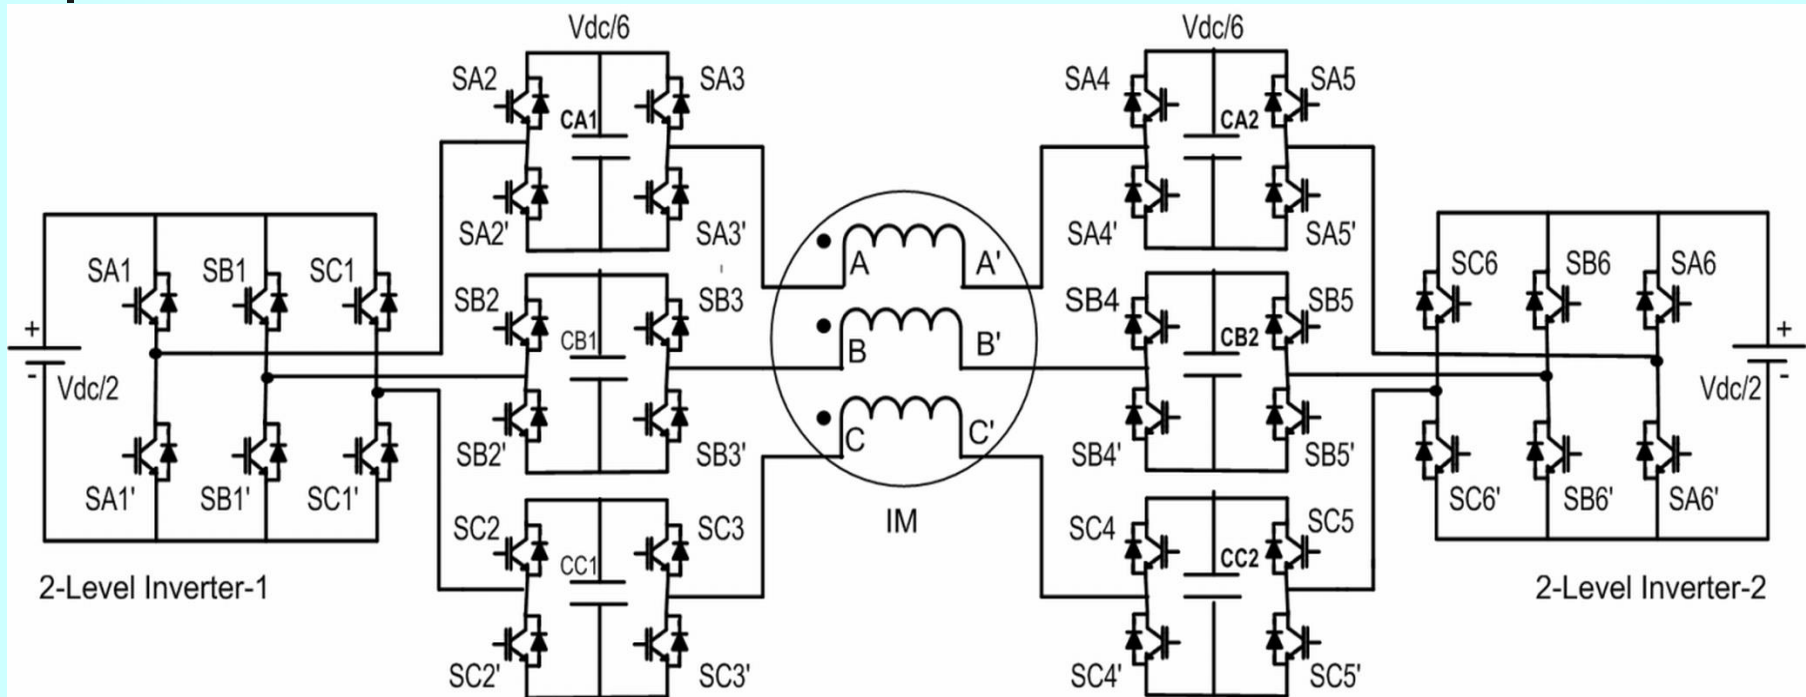 Vdc/6
Vdc/6
SA2
SA3
SA4
SA5
CA1
CA2
SA2'
SA3'
SA4'
SA5'
A
A'
SA1
SB1
SC1
SB2
SB3
SB4
SB5
SC6
SB6
SA6
+
-
Vdc/2
CB1
B
B'
CB2
+
-
Vdc/2
C
C'
SB2'
SB3'
SB4'
SB5'
SA1'
SB1'
SC1'
SC6'
SB6'
SA6'
IM
SC2
SC3
SC4
SC5
CC1
CC2
2-Level Inverter-1
2-Level Inverter-2
SC2'
SC3'
SC4'
SC5'